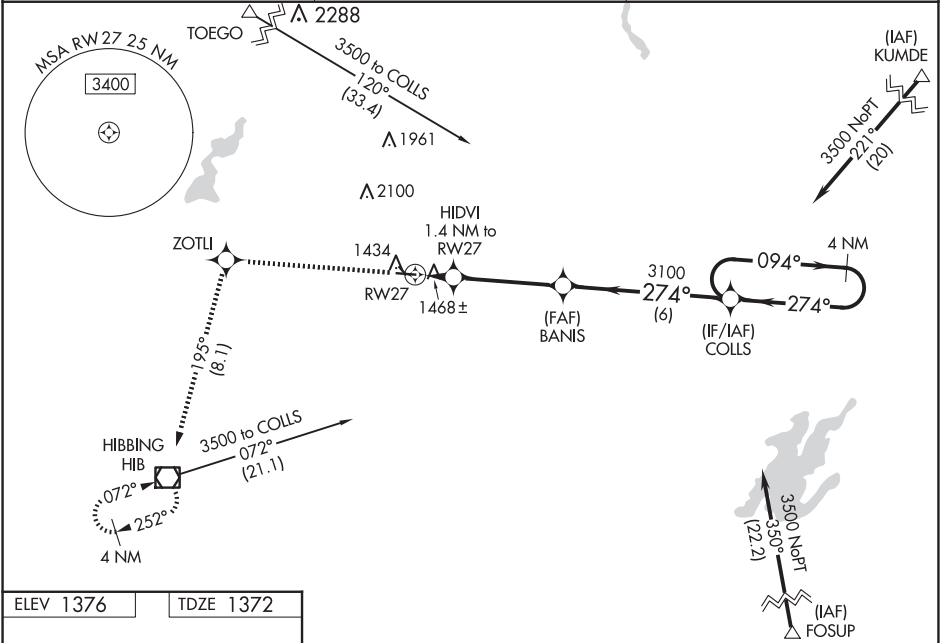 TOEGO
2288
MSA RW27 25 NM
3400
3500 to COLLS
120°
(33.4)
(IAF)
KUMDE
3500 NoPT
221°
(20)
1961
2100
HIDVI
1.4 NM to
RW27
ZOTLI
1434
RW27
1468±
3100
274°
(6)
(FAF)
BANIS
094°
4 NM
274°
(IF/IAF)
COLLS
195°
(8.1)
HIBBING
HIB
3500 to COLLS
072°
(21.1)
072°
252°
4 NM
3500 NoPT
350°
(22.2)
(IAF)
FOSUP
ELEV 1376
TDZE 1372